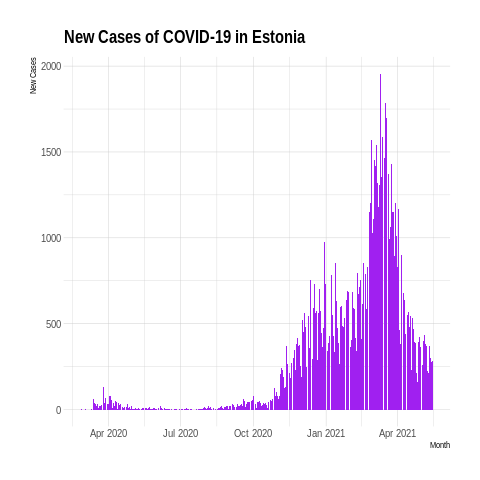 New Cases of COVID-19 in Estonia
New Cases
2000
1500
1000
500
0
Apr 2020 Jul 2020 Oct 2020 Jan 2021 Apr 2021
Month